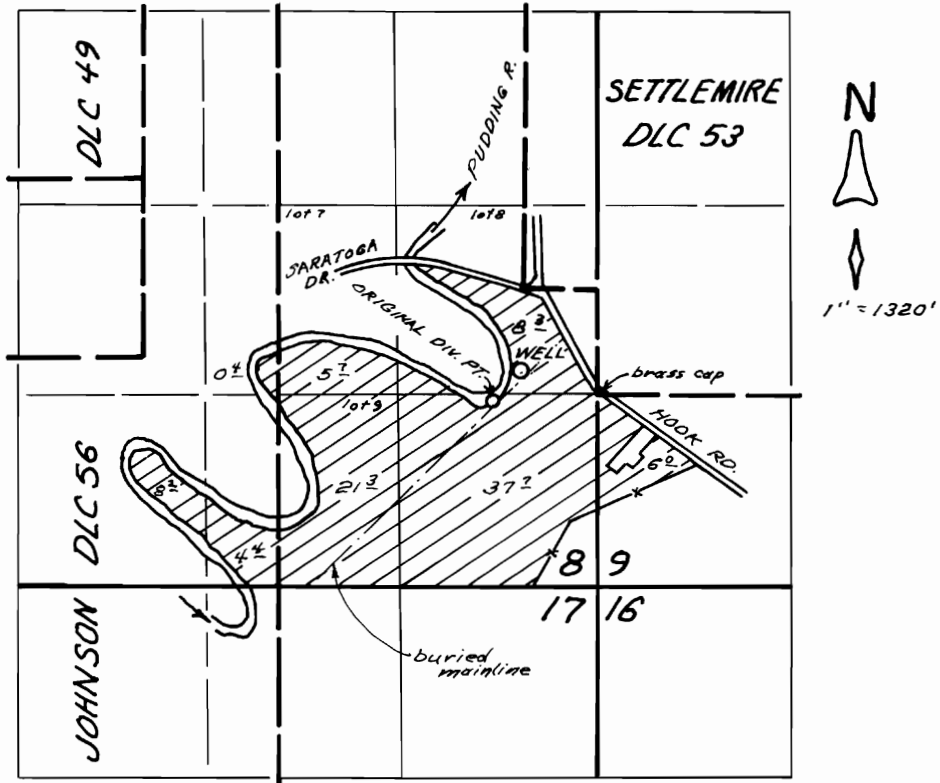 DLC 49
SETTLEMIRE
DLC 53
N
1" = 1320'
PUDDING R.
lot 7
lot 8
SARATOGA
DR.
ORIGINAL DIV. PT.
8 3
WELL
brass cap
0 4
5 7
lot 9
HOOK RD.
6 0
DLC 56
8 2
21 3
37 7
4 4
8
9
17
16
JOHNSON
buried
mainline